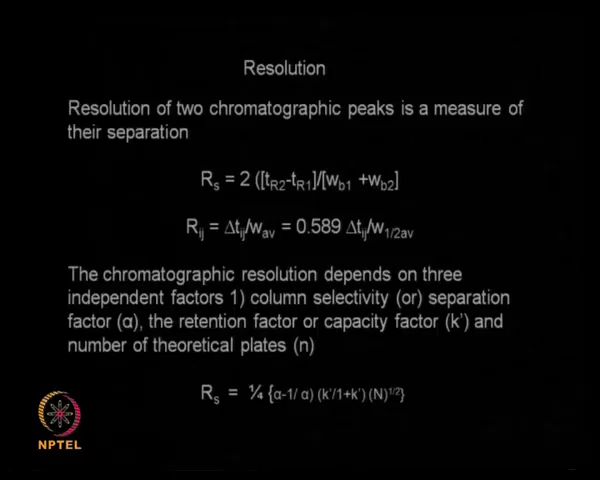 Resolution
Resolution of two chromatographic peaks is a measure of
their separation
Rs = 2 ([tR2-tR1]/[wb1 +wb2]
Rij = Δtij/wav = 0.589 Δtij/w1/2av
The chromatographic resolution depends on three
independent factors 1) column selectivity (or) separation
factor (α), the retention factor or capacity factor (k’) and
number of theoretical plates (n)
Rs = ¼ {α-1/ α) (k’/1+k’) (N)1/2}
NPTEL